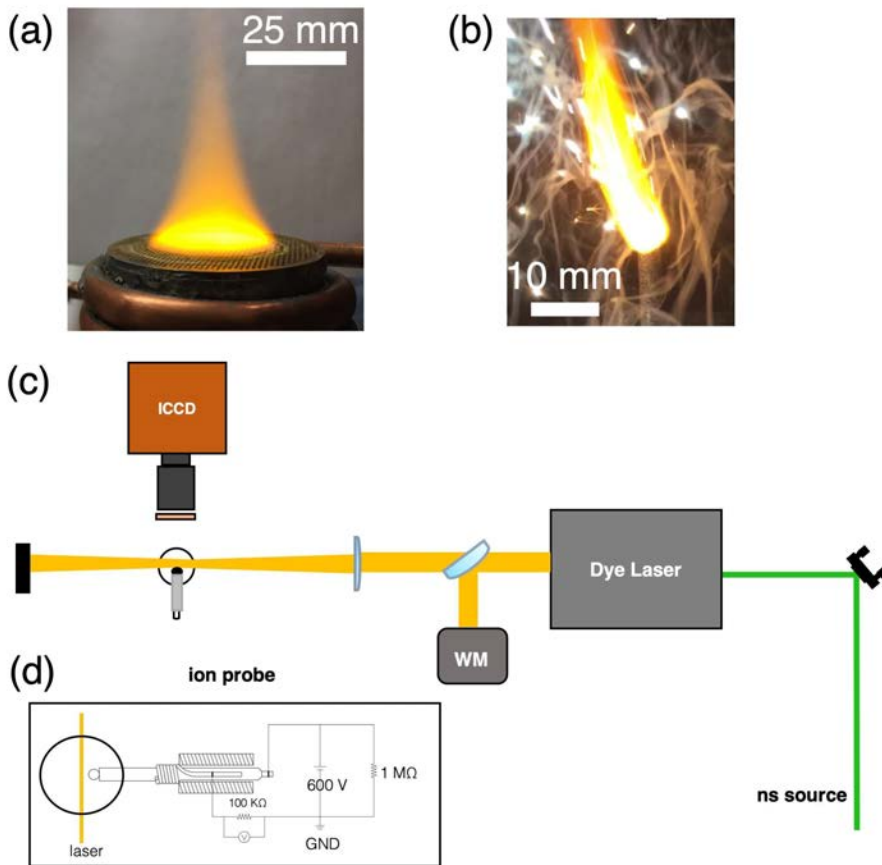 (a)
25 mm
(b)
10 mm
(c)
ICCD
Dye Laser
WM
ion probe
(d)
600 V
1 MΩ
100 KΩ
V
GND
laser
ns source